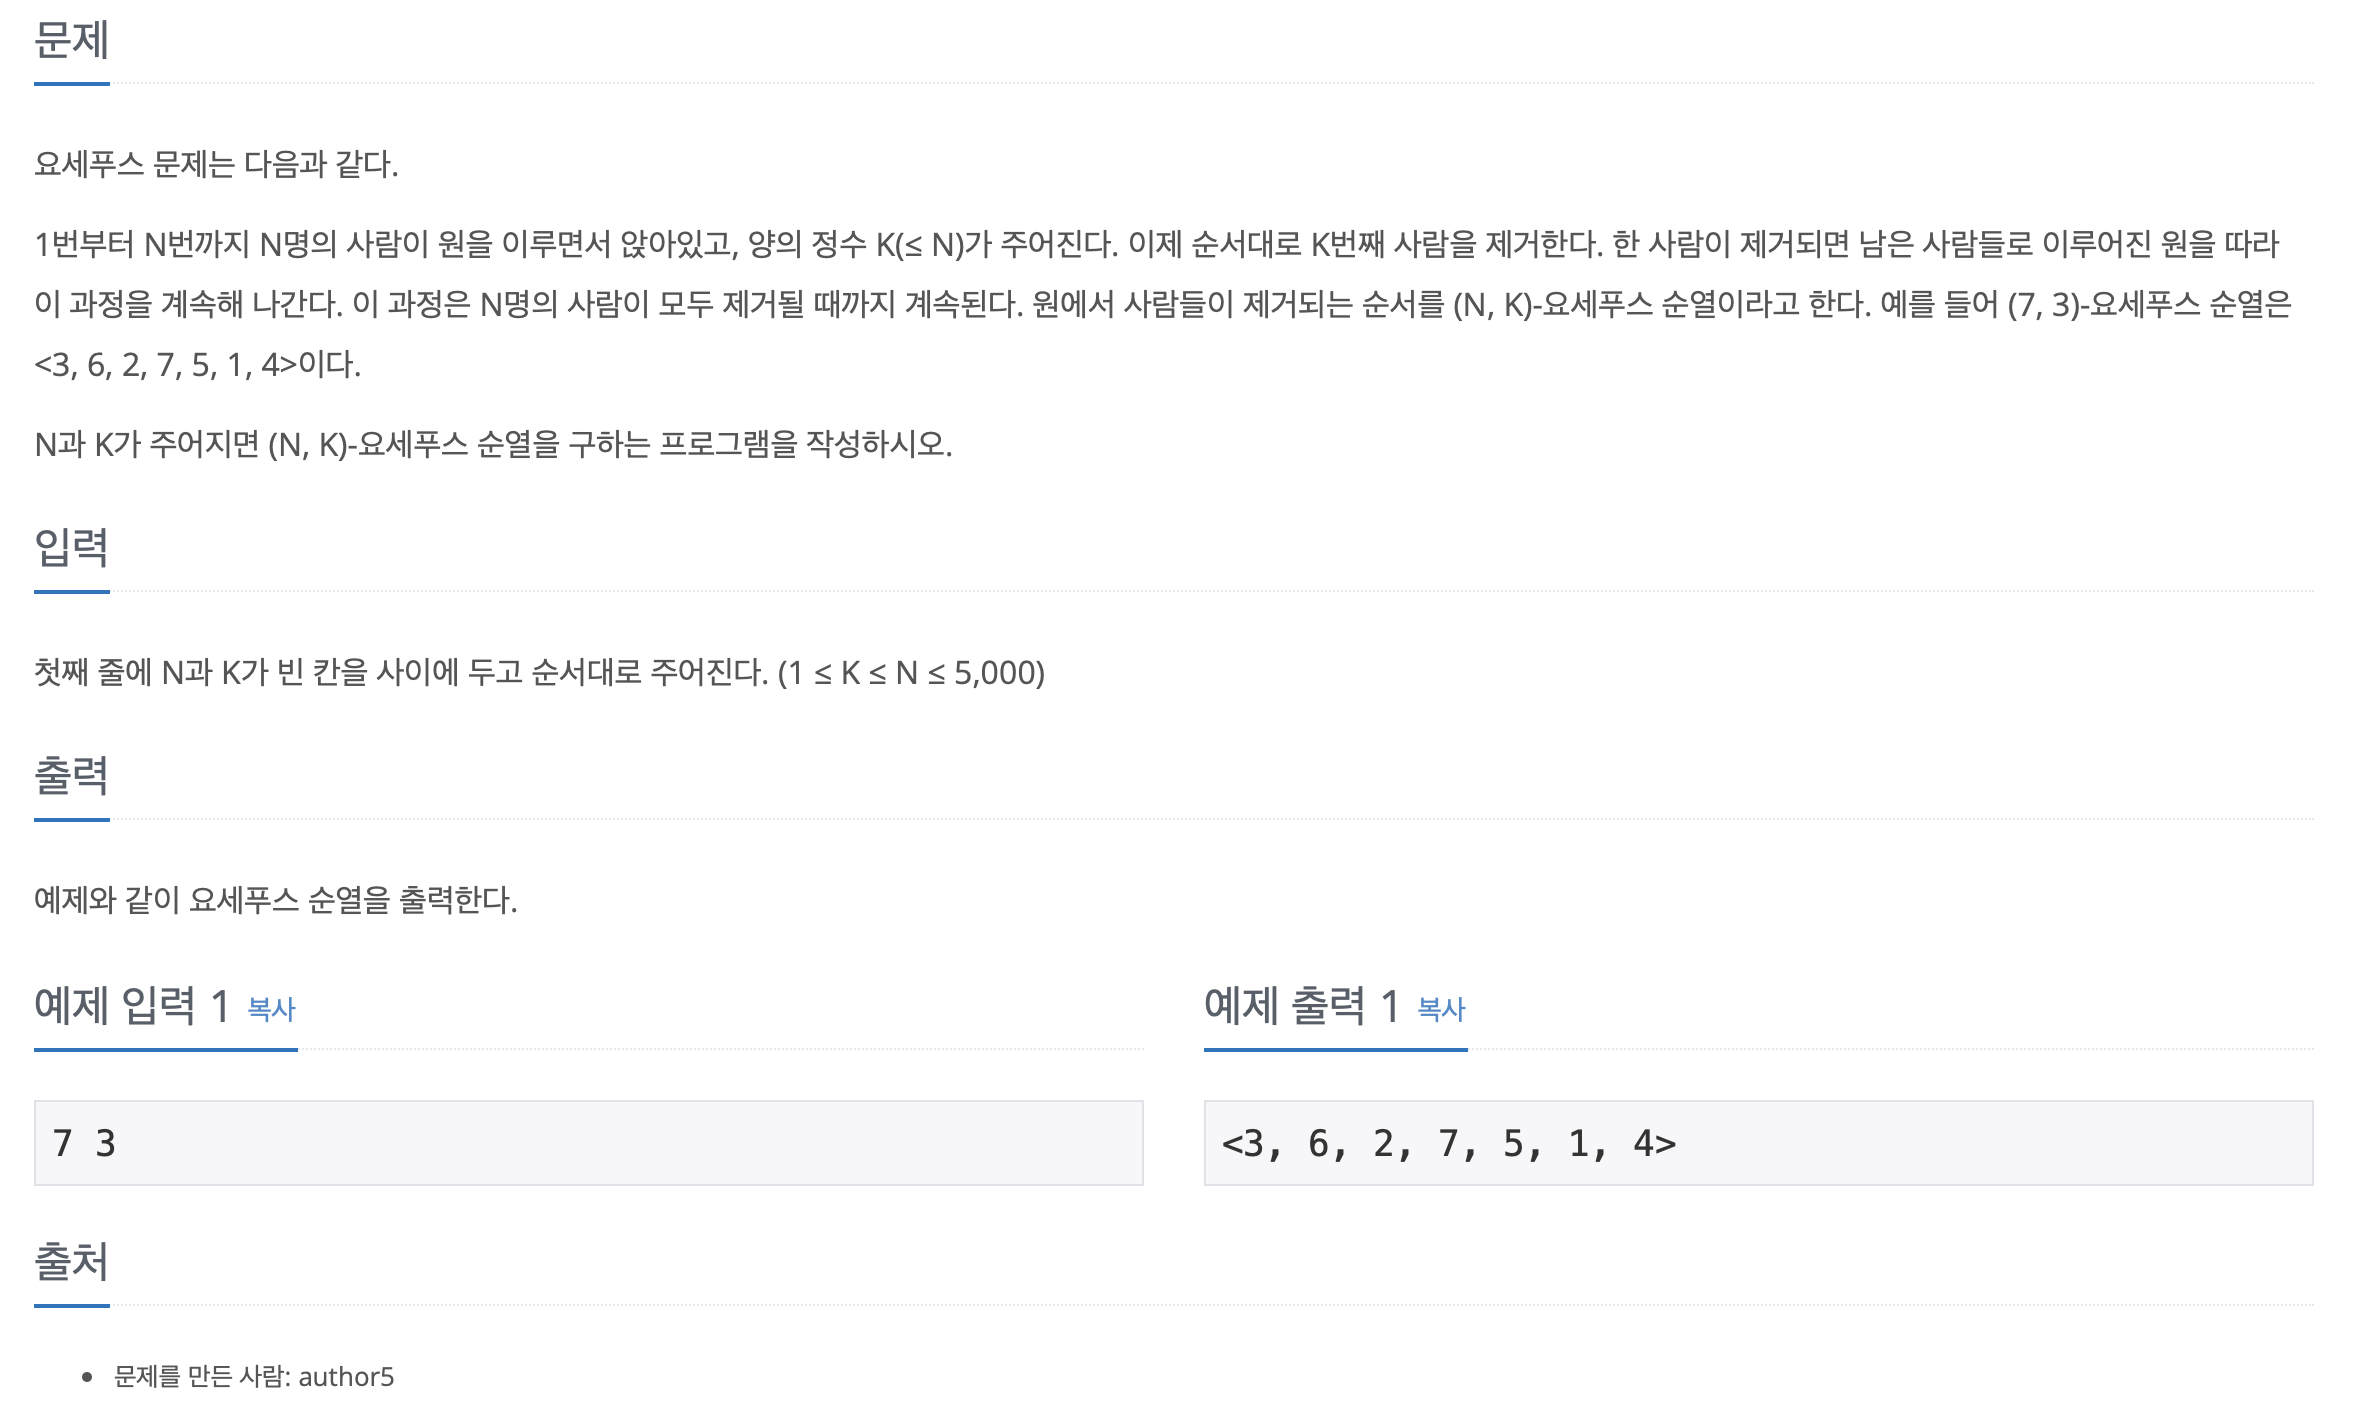 문제
요세푸스 문제는 다음과 같다.
1번부터 N번까지 N명의 사람이 원을 이루면서 앉아있고, 양의 정수 K(≤ N)가 주어진다. 이제 순서대로 K번째 사람을 제거한다. 한 사람이 제거되면 남은 사람들로 이루어진 원을 따라
이 과정을 계속해 나간다. 이 과정은 N명의 사람이 모두 제거될 때까지 계속된다. 원에서 사람들이 제거되는 순서를 (N, K)-요세푸스 순열이라고 한다. 예를 들어 (7, 3)-요세푸스 순열은
<3, 6, 2, 7, 5, 1, 4>이다.
N과 K가 주어지면 (N, K)-요세푸스 순열을 구하는 프로그램을 작성하시오.
입력
첫째 줄에 N과 K가 빈 칸을 사이에 두고 순서대로 주어진다. (1 ≤ K ≤ N ≤ 5,000)
출력
예제와 같이 요세푸스 순열을 출력한다.
예제 입력 1 복사
7 3
예제 출력 1 복사
<3, 6, 2, 7, 5, 1, 4>
출처
• 문제를 만든 사람: author5